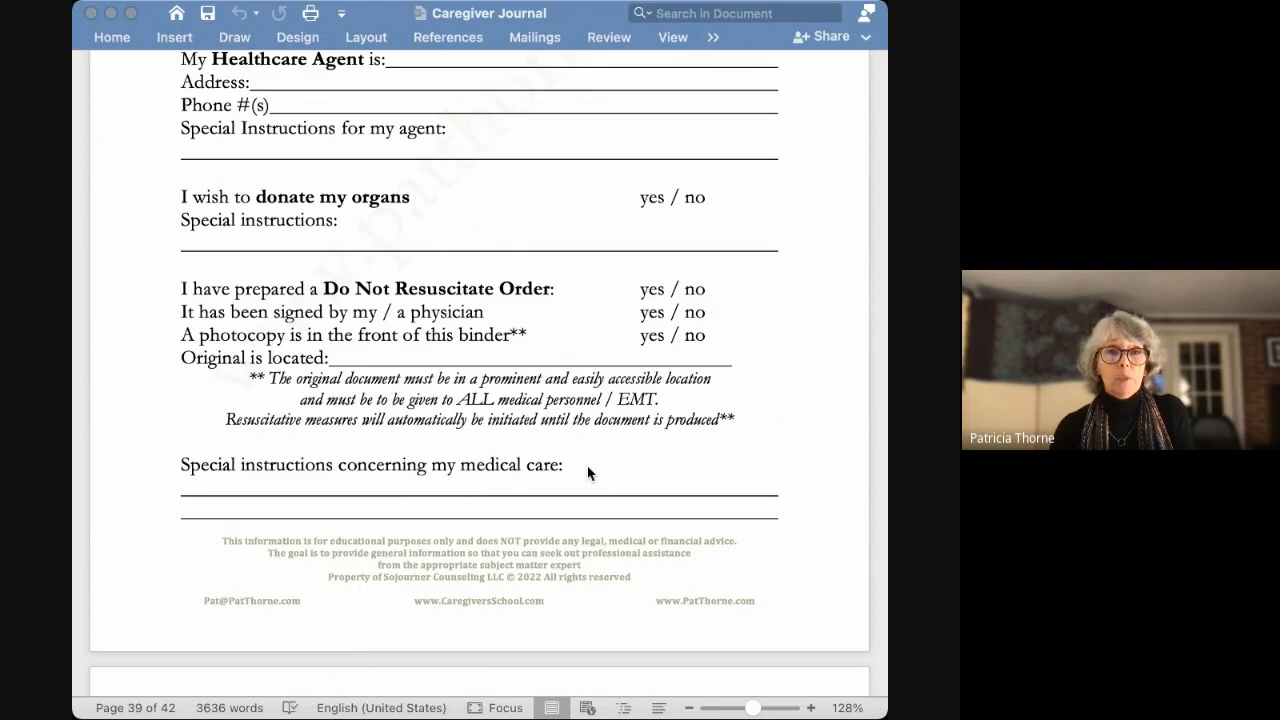 Caregiver Journal
Search in Document
Home Insert Draw Design Layout References Mailings Review View >> Share
My Healthcare Agent is:
Address:
Phone #(s)
Special Instructions for my agent:
I wish to donate my organs yes / no
Special instructions:
I have prepared a Do Not Resuscitate Order: yes / no
It has been signed by my / a physician yes / no
A photocopy is in the front of this binder** yes / no
Original is located:
** The original document must be in a prominent and easily accessible location
and must be to be given to ALL medical personnel / EMT.
Resuscitative measures will automatically be initiated until the document is produced**
Special instructions concerning my medical care:
This information is for educational purposes only and does NOT provide any legal, medical or financial advice.
The goal is to provide general information so that you can seek out professional assistance
from the appropriate subject matter expert
Property of Sojourner Counseling LLC © 2022 All rights reserved
Pat@PatThorne.com www.CaregiversSchool.com www.PatThorne.com
Page 39 of 42 3636 words English (United States) Focus 128%
Patricia Thorne